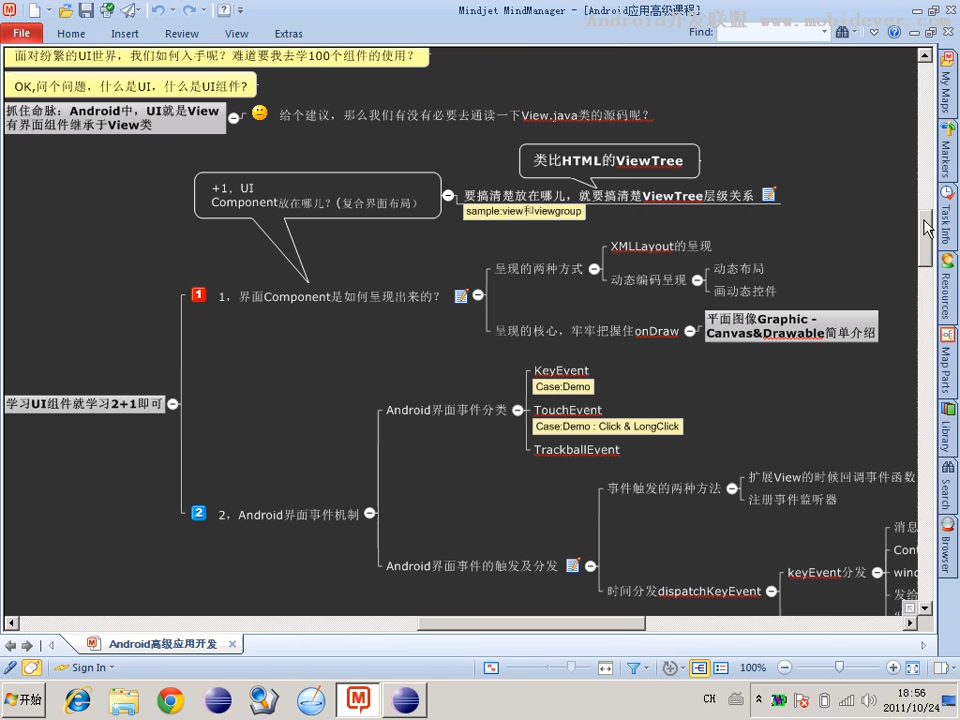 Mindjet MindManager - [Android应用高级课程]
Android开发联盟 www.mobidever.com
File Home Insert Review View Extras Find:
面对纷繁的UI世界，我们如何入手呢？难道要我去学100个组件的使用？
OK,问个问题，什么是UI，什么是UI组件?
抓住命脉：Android中，UI就是View
有界面组件继承于View类
给个建议，那么我们有没有必要去通读一下View.java类的源码呢？
类比HTML的ViewTree
+1，UI
Component放在哪儿？（复合界面布局）
要搞清楚放在哪儿，就要搞清楚ViewTree层级关系
sample:view和viewgroup
XMLLayout的呈现
呈现的两种方式
动态编码呈现
动态布局
画动态控件
1
1，界面Component是如何呈现出来的？
呈现的核心，牢牢把握住onDraw
平面图像Graphic -
Canvas&Drawable简单介绍
KeyEvent
Case:Demo
学习UI组件就学习2+1即可
Android界面事件分类
TouchEvent
Case:Demo : Click & LongClick
TrackballEvent
事件触发的两种方法
扩展View的时候回调事件函数
注册事件监听器
2
2，Android界面事件机制
消息
Cont
Android界面事件的触发及分发
keyEvent分发
wind
时间分发dispatchKeyEvent
发给
My Maps
Markers
Task Info
Resources
Map Parts
Library
Search
Browser
Android高级应用开发
Sign In
100%
开始
CH
18:56
2011/10/24